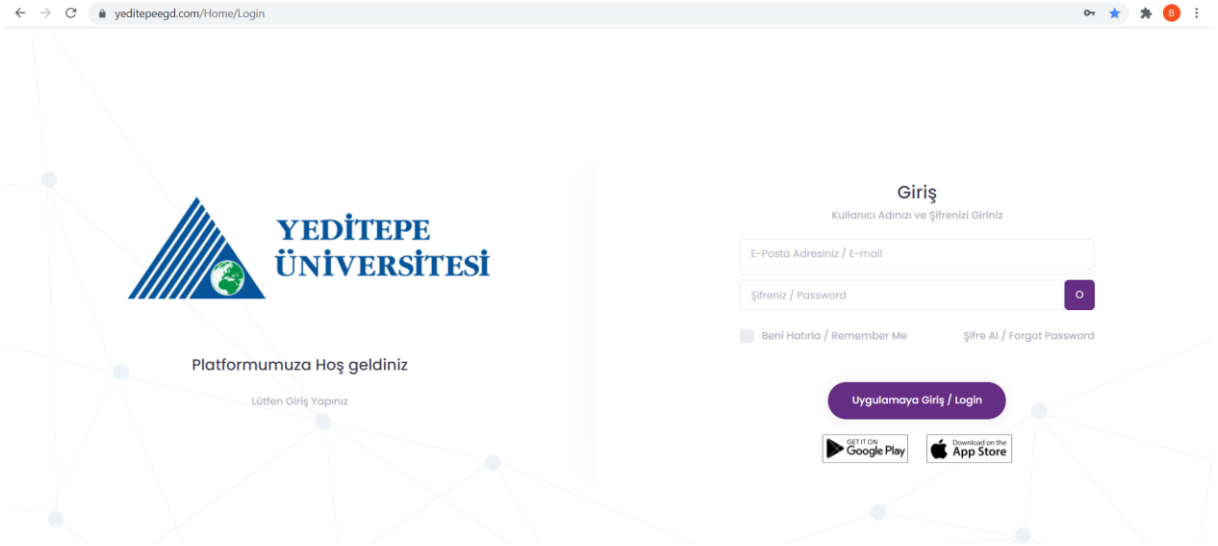 yeditepeegd.com/Home/Login
B
YEDİTEPE
ÜNİVERSİTESİ
Platformumuza Hoş geldiniz
Lütfen Giriş Yapınız
Giriş
Kullanıcı Adınızı ve Şifrenizi Giriniz
E-Posta Adresiniz / E-mail
Şifreniz / Password
O
Beni Hatırla / Remember Me
Şifre Al / Forgot Password
Uygulamaya Giriş / Login
GET IT ON
Google Play
Download on the
App Store